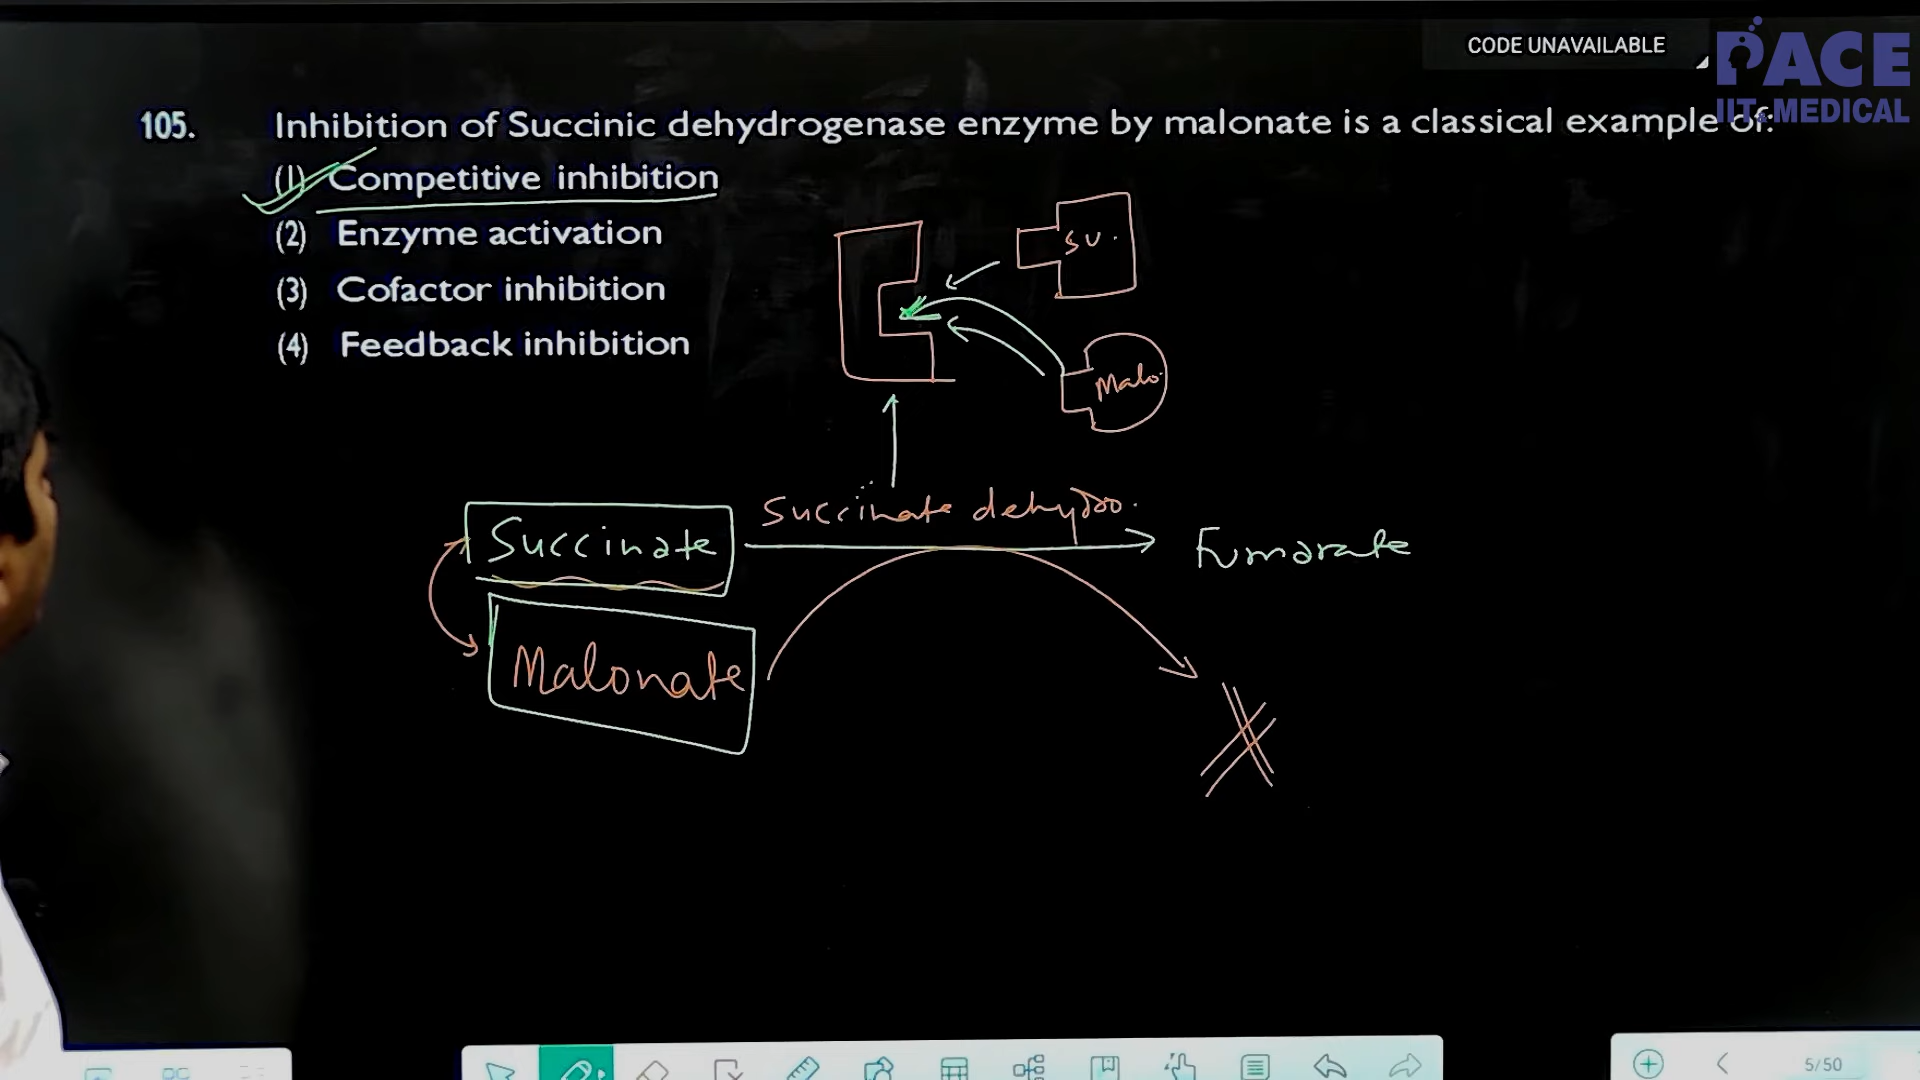 CODE UNAVAILABLE
PACE
IIT & MEDICAL
105. Inhibition of Succinic dehydrogenase enzyme by malonate is a classical example of:
(1) Competitive inhibition
(2) Enzyme activation
(3) Cofactor inhibition
(4) Feedback inhibition
Su.
Malo.
Succinate dehydro.
Succinate
Fumarate
Malonate
5/50